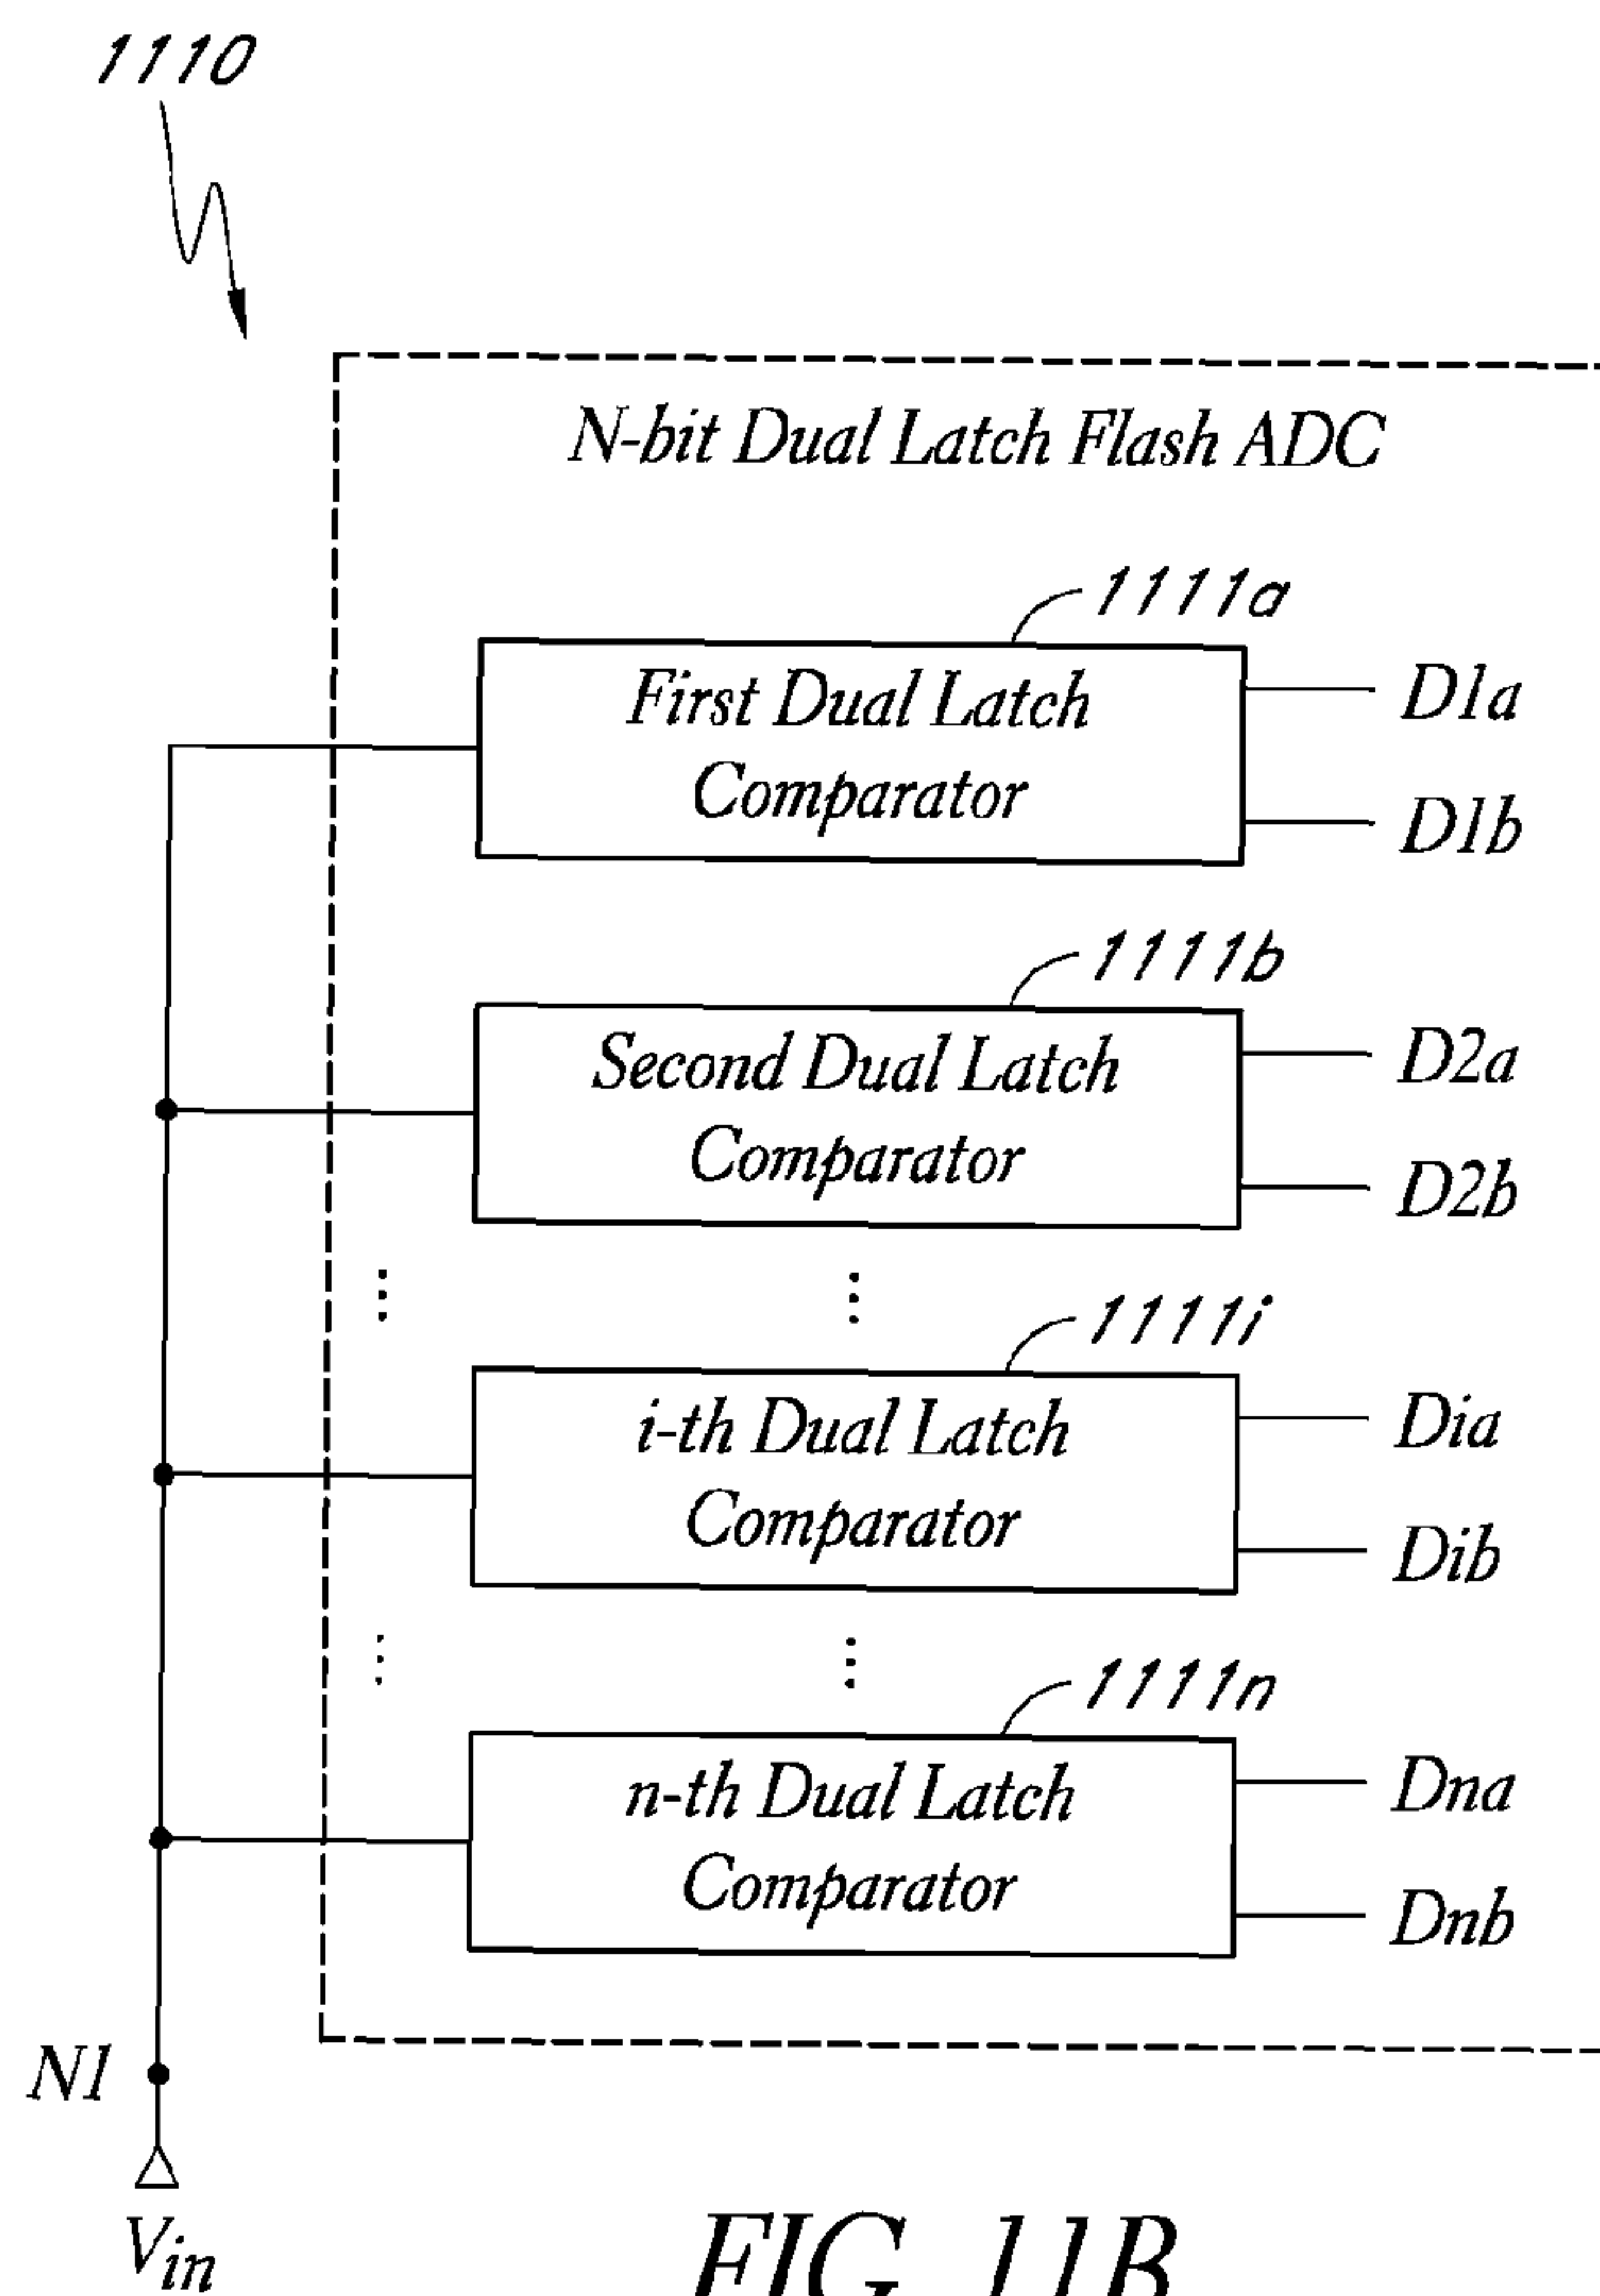 1110
N-bit Dual Latch Flash ADC
1111a
First Dual Latch
Comparator
D1a
D1b
1111b
Second Dual Latch
Comparator
D2a
D2b
1111i
i-th Dual Latch
Comparator
Dia
Dib
1111n
n-th Dual Latch
Comparator
Dna
Dnb
N1
Vin
FIG. 11B